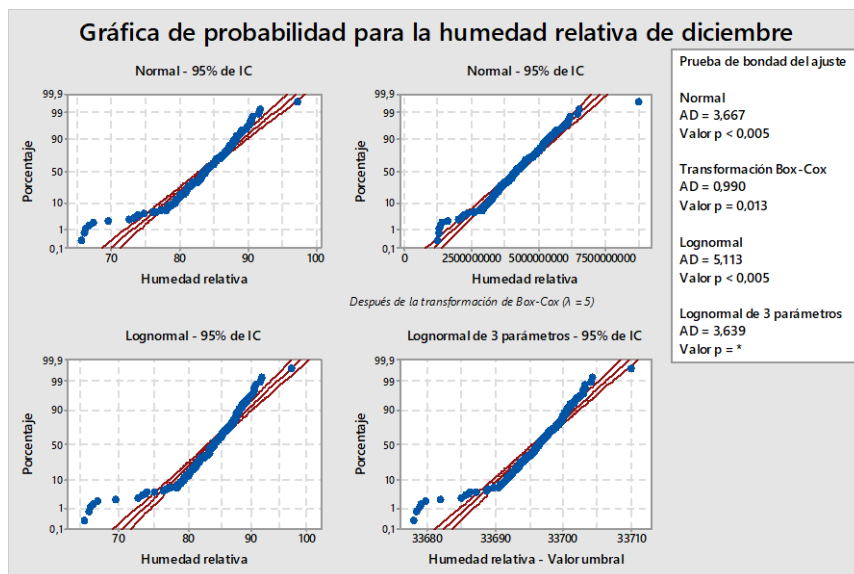 Gráfica de probabilidad para la humedad relativa de diciembre
Normal - 95% de IC
99,9
99
90
50
10
1
0,1
Porcentaje
70
80
90
100
Humedad relativa
Normal - 95% de IC
99,9
99
90
50
10
1
0,1
Porcentaje
0
2500000000
5000000000
7500000000
Humedad relativa
Después de la transformación de Box-Cox (λ = 5)
Lognormal - 95% de IC
99,9
99
90
50
10
1
0,1
Porcentaje
70
80
90
100
Humedad relativa
Lognormal de 3 parámetros - 95% de IC
99,9
99
90
50
10
1
0,1
Porcentaje
33680
33690
33700
33710
Humedad relativa - Valor umbral
Prueba de bondad del ajuste
Normal
AD = 3,667
Valor p < 0,005
Transformación Box-Cox
AD = 0,990
Valor p = 0,013
Lognormal
AD = 5,113
Valor p < 0,005
Lognormal de 3 parámetros
AD = 3,639
Valor p = *